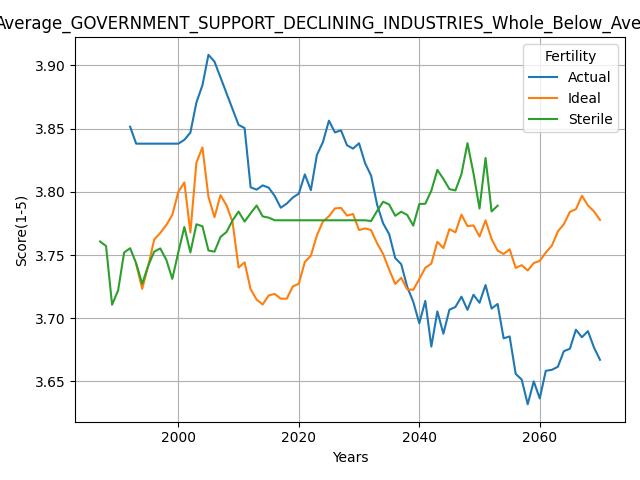 Average_GOVERNMENT_SUPPORT_DECLINING_INDUSTRIES_Whole_Below_Ave
Fertility
Actual
Ideal
Sterile
Score(1-5)
3.90
3.85
3.80
3.75
3.70
3.65
2000 2020 2040 2060
Years